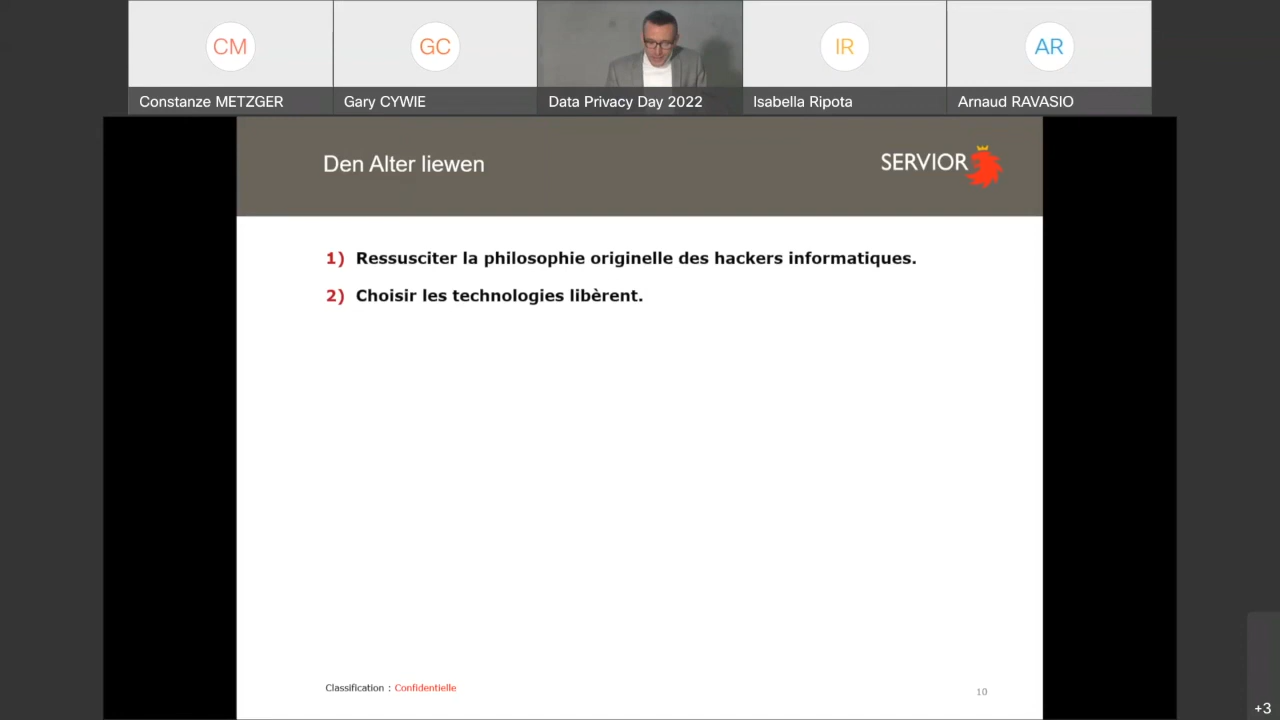 CM
GC
IR
AR
Constanze METZGER
Gary CYWIE
Data Privacy Day 2022
Isabella Ripota
Arnaud RAVASIO
Den Alter liewen
SERVIOR
1) Ressusciter la philosophie originelle des hackers informatiques.
2) Choisir les technologies libèrent.
Classification : Confidentielle
10
+3